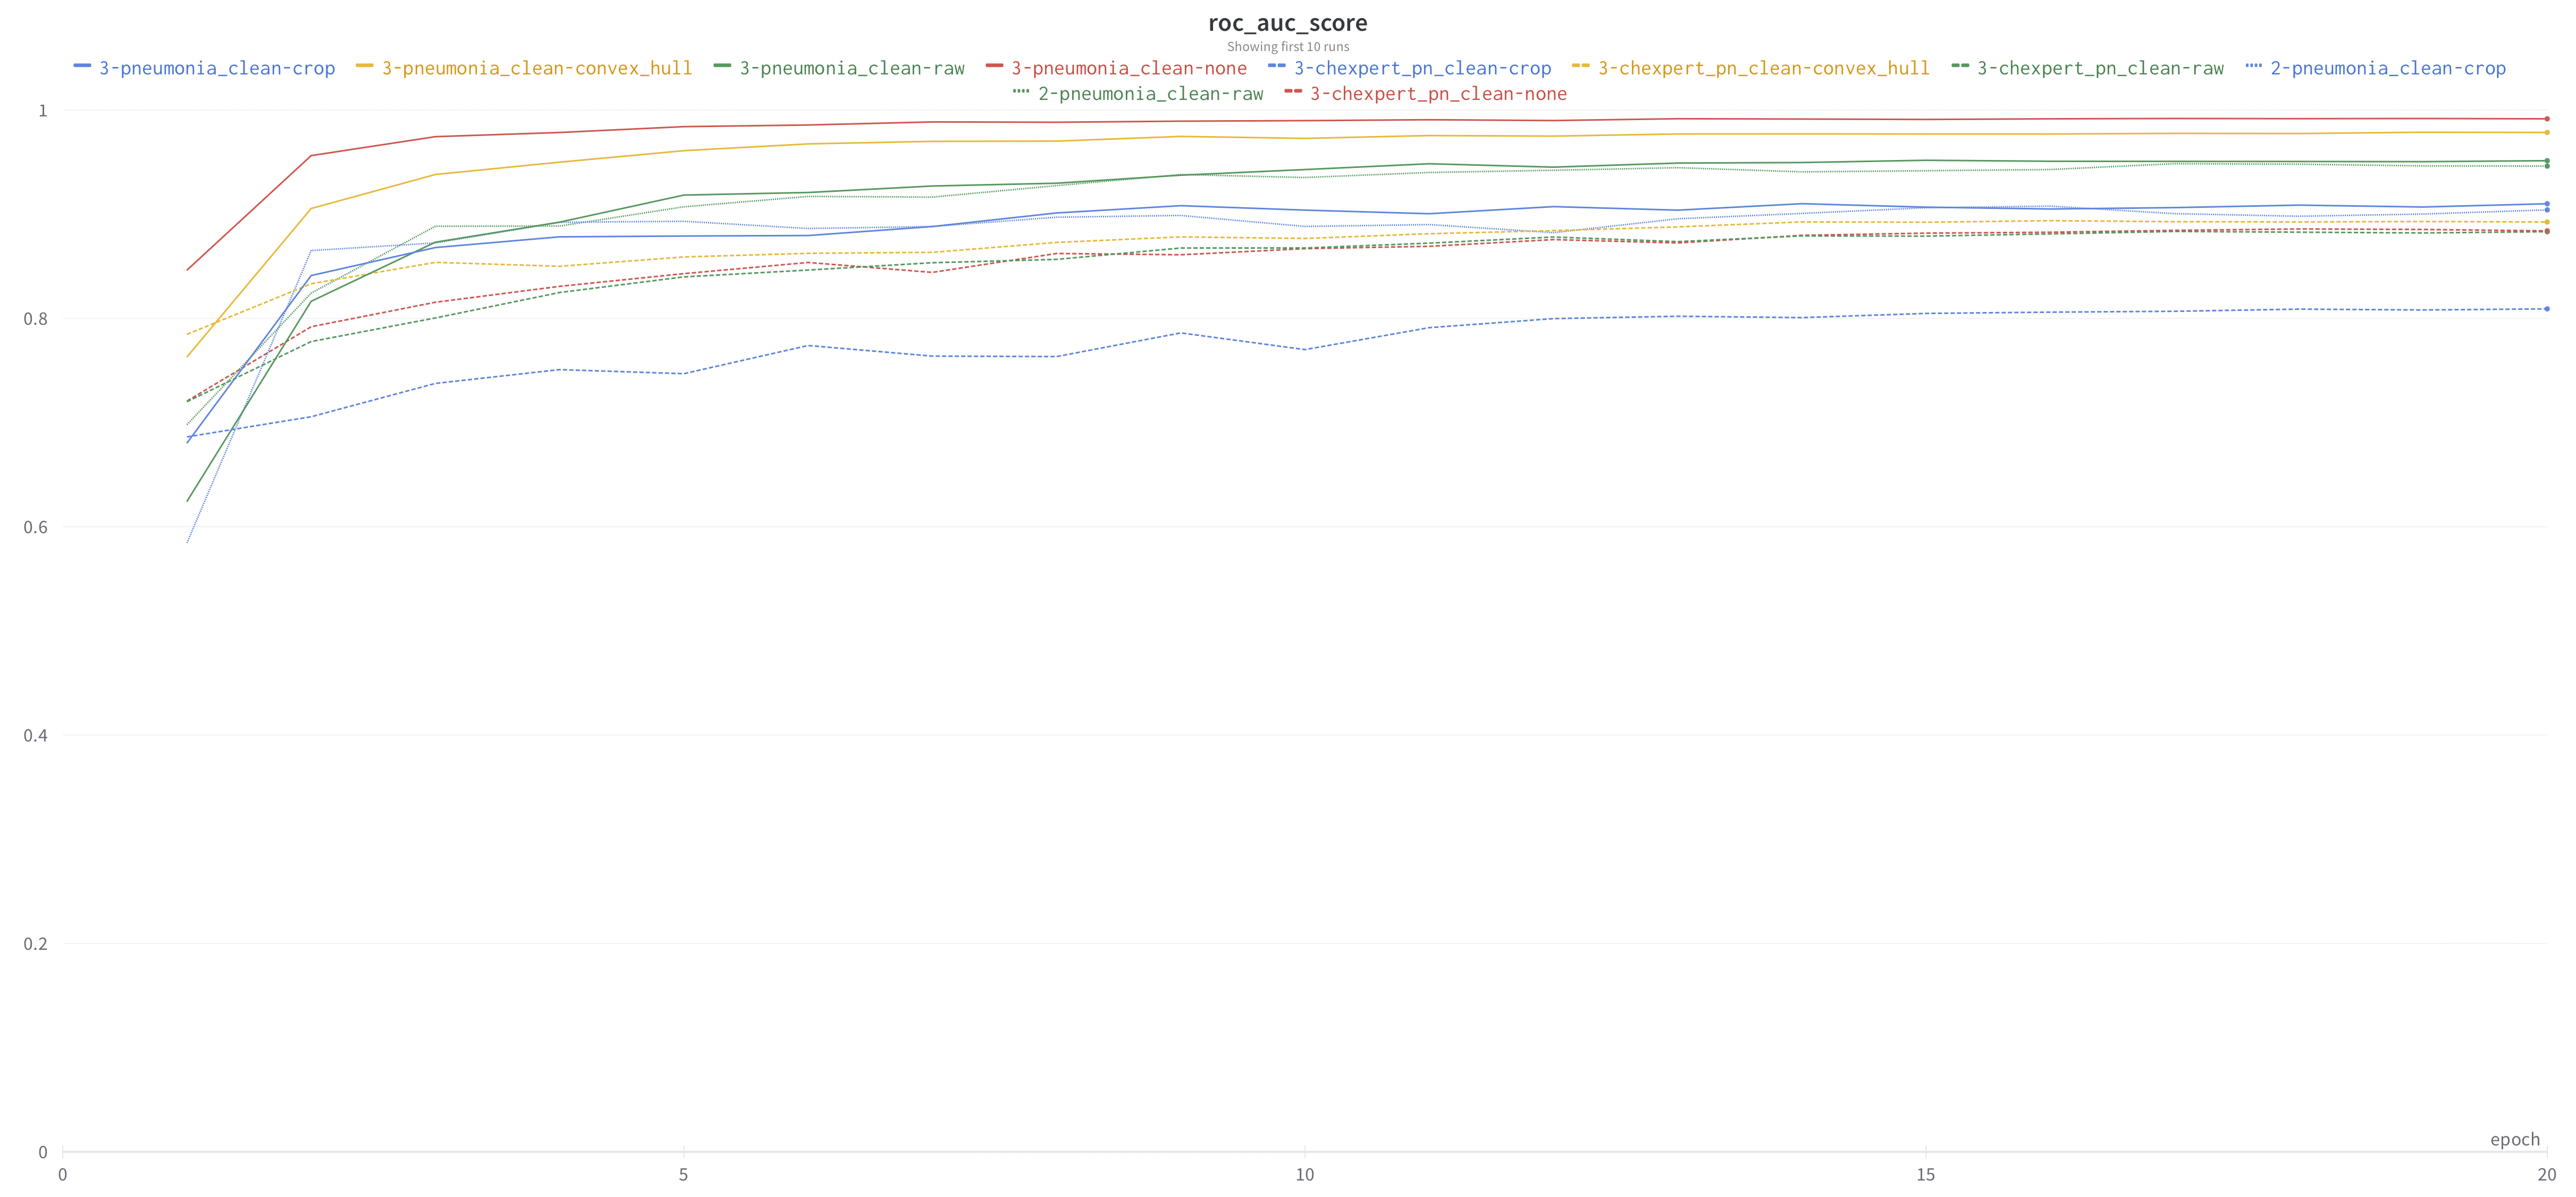 roc_auc_score
Showing first 10 runs
3-pneumonia_clean-crop 3-pneumonia_clean-convex_hull 3-pneumonia_clean-raw 3-pneumonia_clean-none 3-chexpert_pn_clean-crop 3-chexpert_pn_clean-convex_hull 3-chexpert_pn_clean-raw 2-pneumonia_clean-crop
2-pneumonia_clean-raw 3-chexpert_pn_clean-none
1
0.8
0.6
0.4
0.2
epoch
0
0 5 10 15 20